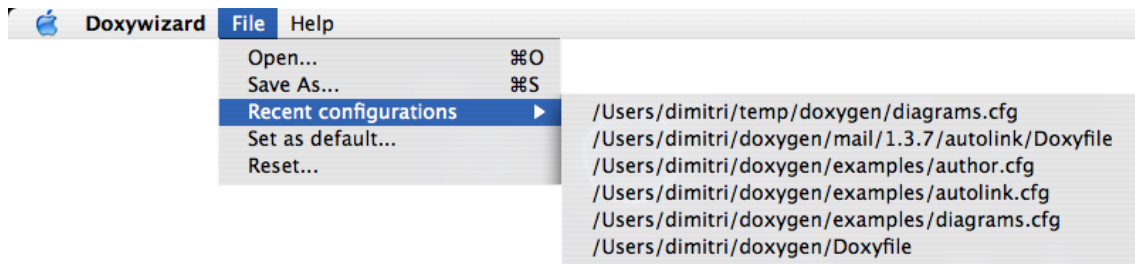 Doxywizard File Help
Open... ⌘O
Save As... ⌘S
Recent configurations ▶
Set as default...
Reset...
/Users/dimitri/temp/doxygen/diagrams.cfg
/Users/dimitri/doxygen/mail/1.3.7/autolink/Doxyfile
/Users/dimitri/doxygen/examples/author.cfg
/Users/dimitri/doxygen/examples/autolink.cfg
/Users/dimitri/doxygen/examples/diagrams.cfg
/Users/dimitri/doxygen/Doxyfile